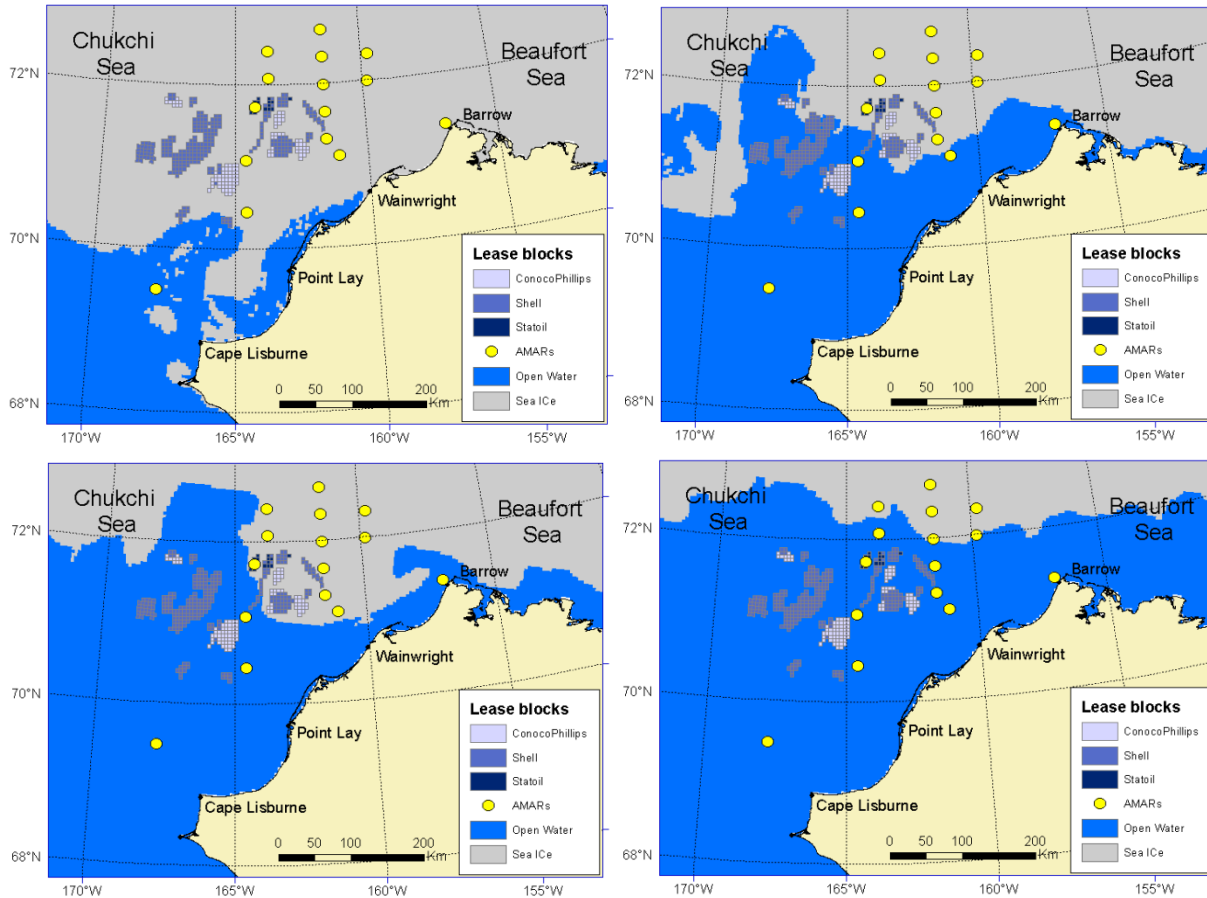 Chukchi
Sea
Beaufort
Sea
72°N
Barrow
Wainwright
70°N
Point Lay
Cape Lisburne
68°N
Lease blocks
ConocoPhillips
Shell
Statoil
AMARs
Open Water
Sea ICe
0 50 100 200
Km
170°W 165°W 160°W 155°W
Chukchi
Sea
Beaufort
Sea
72°N
Barrow
Wainwright
70°N
Point Lay
Cape Lisburne
68°N
Lease blocks
ConocoPhillips
Shell
Statoil
AMARs
Open Water
Sea ICe
0 50 100 200
Km
170°W 165°W 160°W 155°W
Chukchi
Sea
Beaufort
Sea
72°N
Barrow
Wainwright
70°N
Point Lay
Cape Lisburne
68°N
Lease blocks
ConocoPhillips
Shell
Statoil
AMARs
Open Water
Sea ICe
0 50 100 200
Km
170°W 165°W 160°W 155°W
Chukchi
Sea
Beaufort
Sea
72°N
Barrow
Wainwright
70°N
Point Lay
Cape Lisburne
68°N
Lease blocks
ConocoPhillips
Shell
Statoil
AMARs
Open Water
Sea ICe
0 50 100 200
Km
170°W 165°W 160°W 155°W